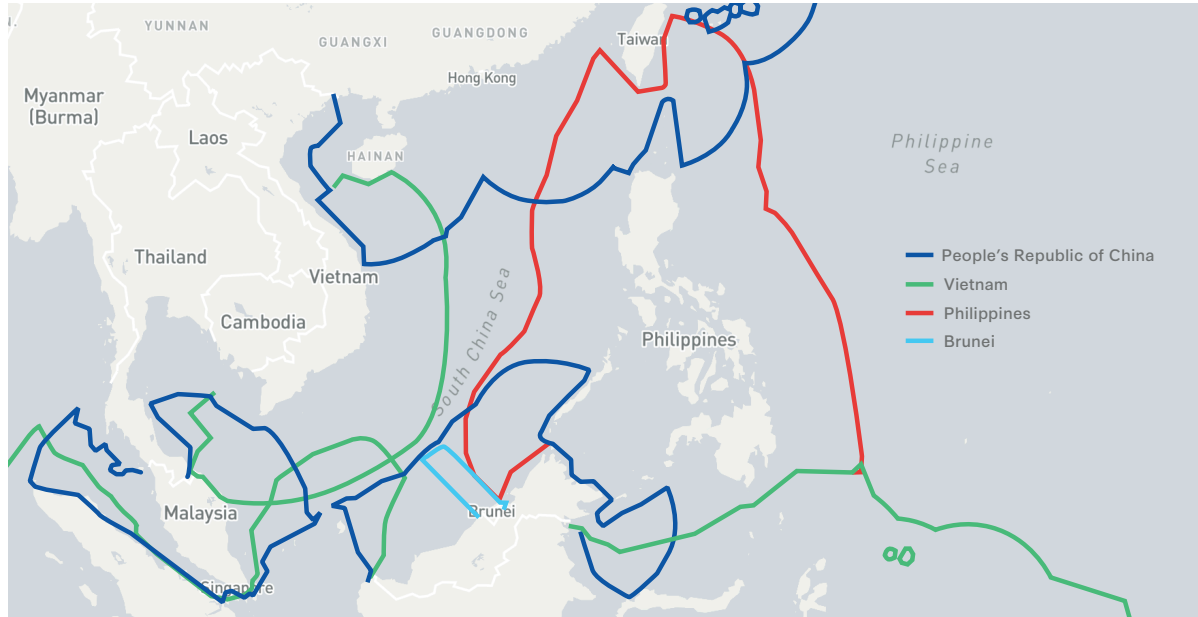 YUNNAN
GUANGXI
GUANGDONG
Taiwan
Hong Kong
Myanmar
(Burma)
Laos
HAINAN
Philippine
Sea
Thailand
Vietnam
Cambodia
South China Sea
Philippines
People's Republic of China
Vietnam
Philippines
Brunei
Malaysia
Brunei
Singapore